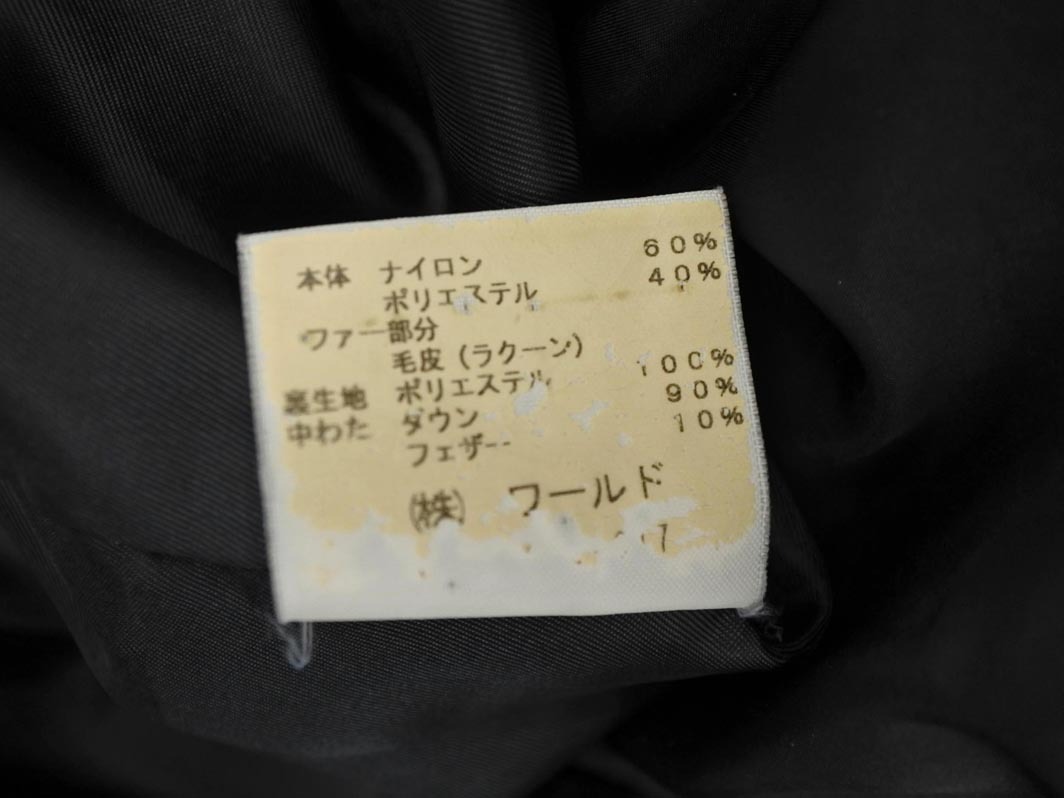 本体 ナイロン 60%
ポリエステル 40%
ファー部分
毛皮（ラクーン）
裏生地 ポリエステル 100%
中わた ダウン 90%
フェザー 10%
㈱ ワールド